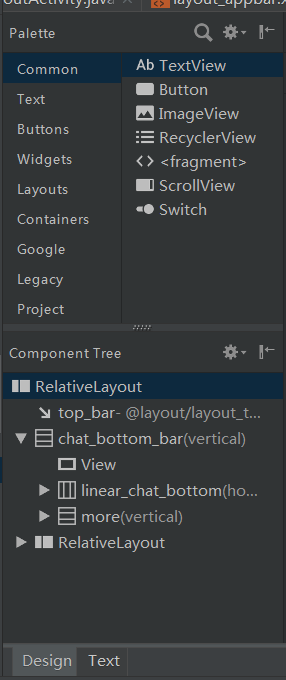 outActivity.java layout_appbar.x
Palette
Common
Text
Buttons
Widgets
Layouts
Containers
Google
Legacy
Project
Ab TextView
Button
ImageView
RecyclerView
<fragment>
ScrollView
Switch
Component Tree
RelativeLayout
top_bar- @layout/layout_t...
chat_bottom_bar(vertical)
View
linear_chat_bottom(ho...
more(vertical)
RelativeLayout
Design Text